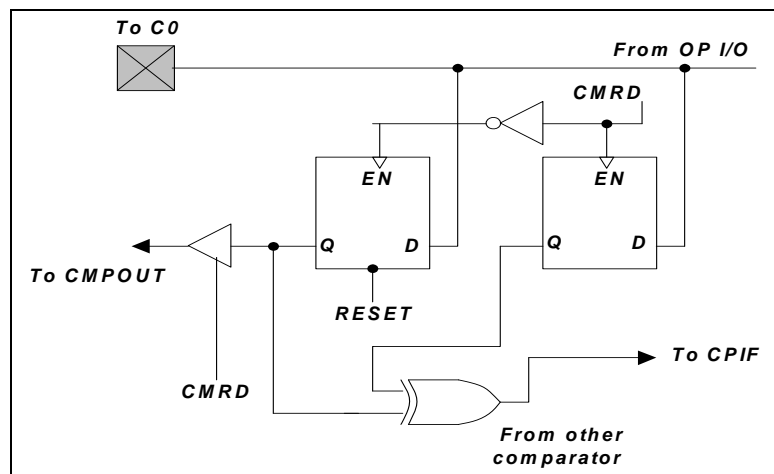 To C0
From OP I/O
CMRD
EN
EN
Q
D
Q
D
To CMPOUT
RESET
To CPIF
CMRD
From other
comparator